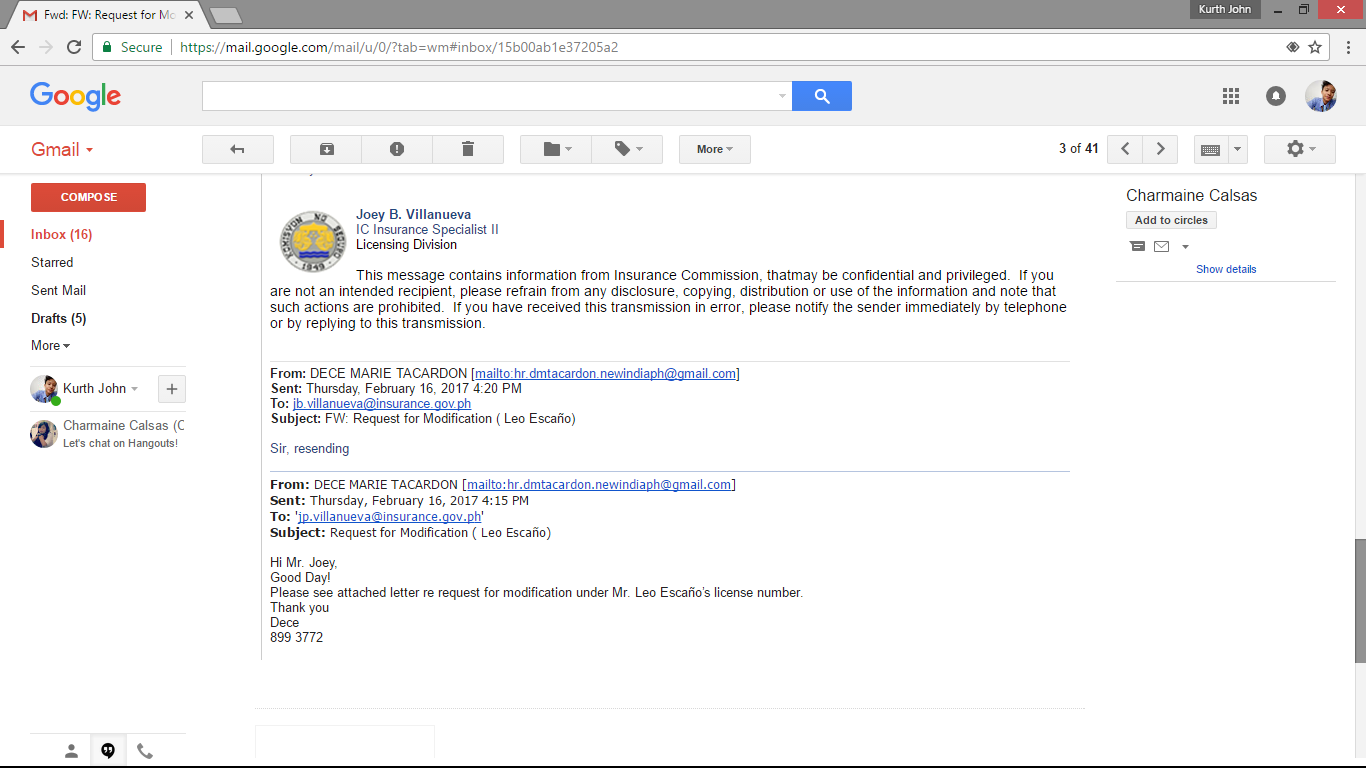 Fwd: FW: Request for Mo
Kurth John
Secure
https://mail.google.com/mail/u/0/?tab=wm#inbox/15b00ab1e37205a2
Google
Gmail
More
3 of 41
COMPOSE
Inbox (16)
Starred
Sent Mail
Drafts (5)
More
Kurth John
Charmaine Calsas (C
Let's chat on Hangouts!
KOMISYON NG SEGURO
1949
Joey B. Villanueva
IC Insurance Specialist II
Licensing Division
This message contains information from Insurance Commission, thatmay be confidential and privileged.  If you
are not an intended recipient, please refrain from any disclosure, copying, distribution or use of the information and note that
such actions are prohibited.  If you have received this transmission in error, please notify the sender immediately by telephone
or by replying to this transmission.
From: DECE MARIE TACARDON [mailto:hr.dmtacardon.newindiaph@gmail.com]
Sent: Thursday, February 16, 2017 4:20 PM
To: jb.villanueva@insurance.gov.ph
Subject: FW: Request for Modification ( Leo Escaño)
Sir, resending
From: DECE MARIE TACARDON [mailto:hr.dmtacardon.newindiaph@gmail.com]
Sent: Thursday, February 16, 2017 4:15 PM
To: 'jp.villanueva@insurance.gov.ph'
Subject: Request for Modification ( Leo Escaño)
Hi Mr. Joey,
Good Day!
Please see attached letter re request for modification under Mr. Leo Escaño's license number.
Thank you
Dece
899 3772
Charmaine Calsas
Add to circles
Show details